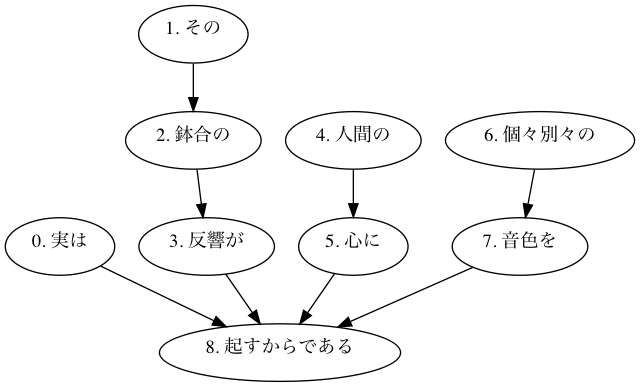 1. その
2. 鉢合の
4. 人間の
6. 個々別々の
0. 実は
3. 反響が
5. 心に
7. 音色を
8. 起すからである